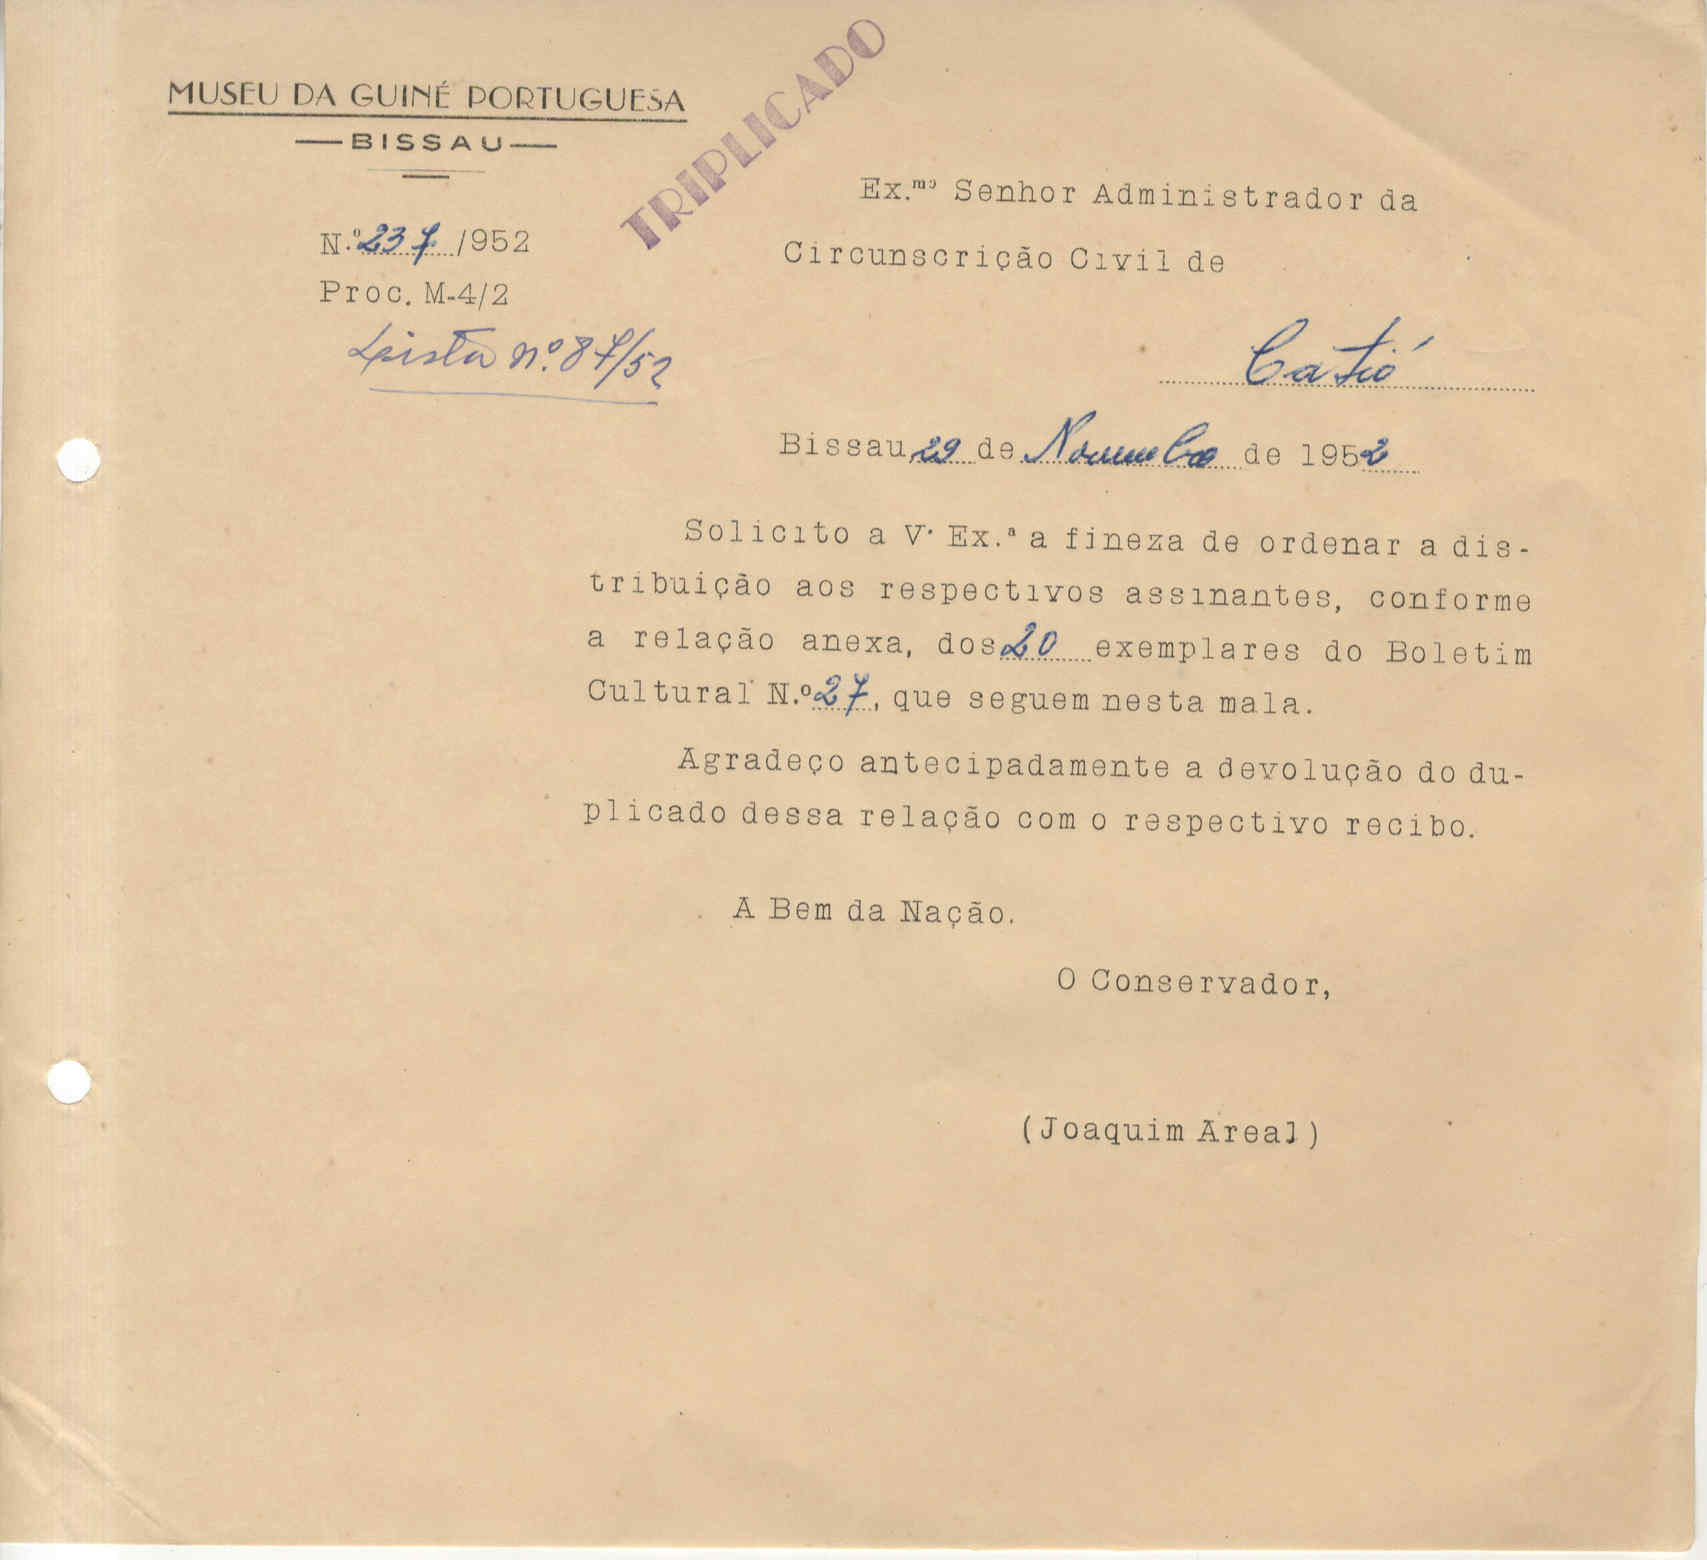 MUSEU DA GUINÉ PORTUGUESA
BISSAU
TRIPLICADO
N.º 237 /952
Proc. M-4/2
Lista nº. 87/52
Ex.mo Senhor Administrador da
Circunscrição Civil de
Catió
Bissau 29 de Novembro de 1952
Solicito a V. Ex.ª a fineza de ordenar a dis-
tribuição aos respectivos assinantes, conforme
a relação anexa, dos 20 exemplares do Boletim
Cultural N.º 27, que seguem nesta mala.
Agradeço antecipadamente a devolução do du-
plicado dessa relação com o respectivo recibo.
A Bem da Nação.
O Conservador,
(Joaquim Areal)